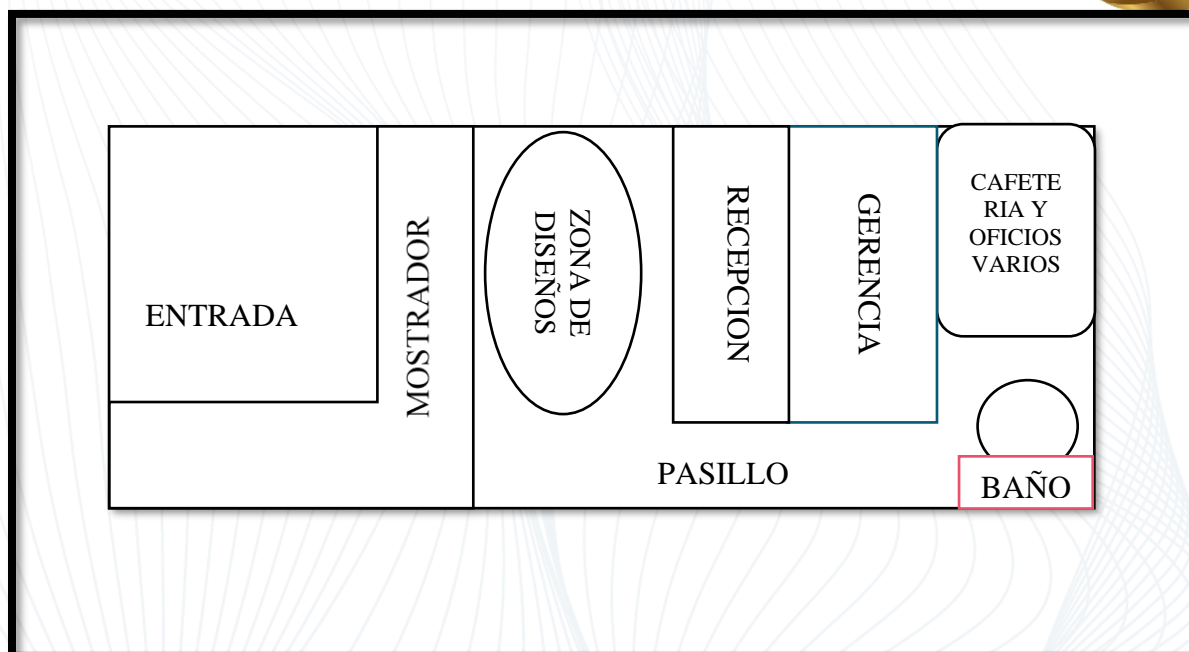 ENTRADA
MOSTRADOR
ZONA DE
DISEÑOS
RECEPCION
GERENCIA
CAFETE
RIA Y
OFICIOS
VARIOS
PASILLO
BAÑO